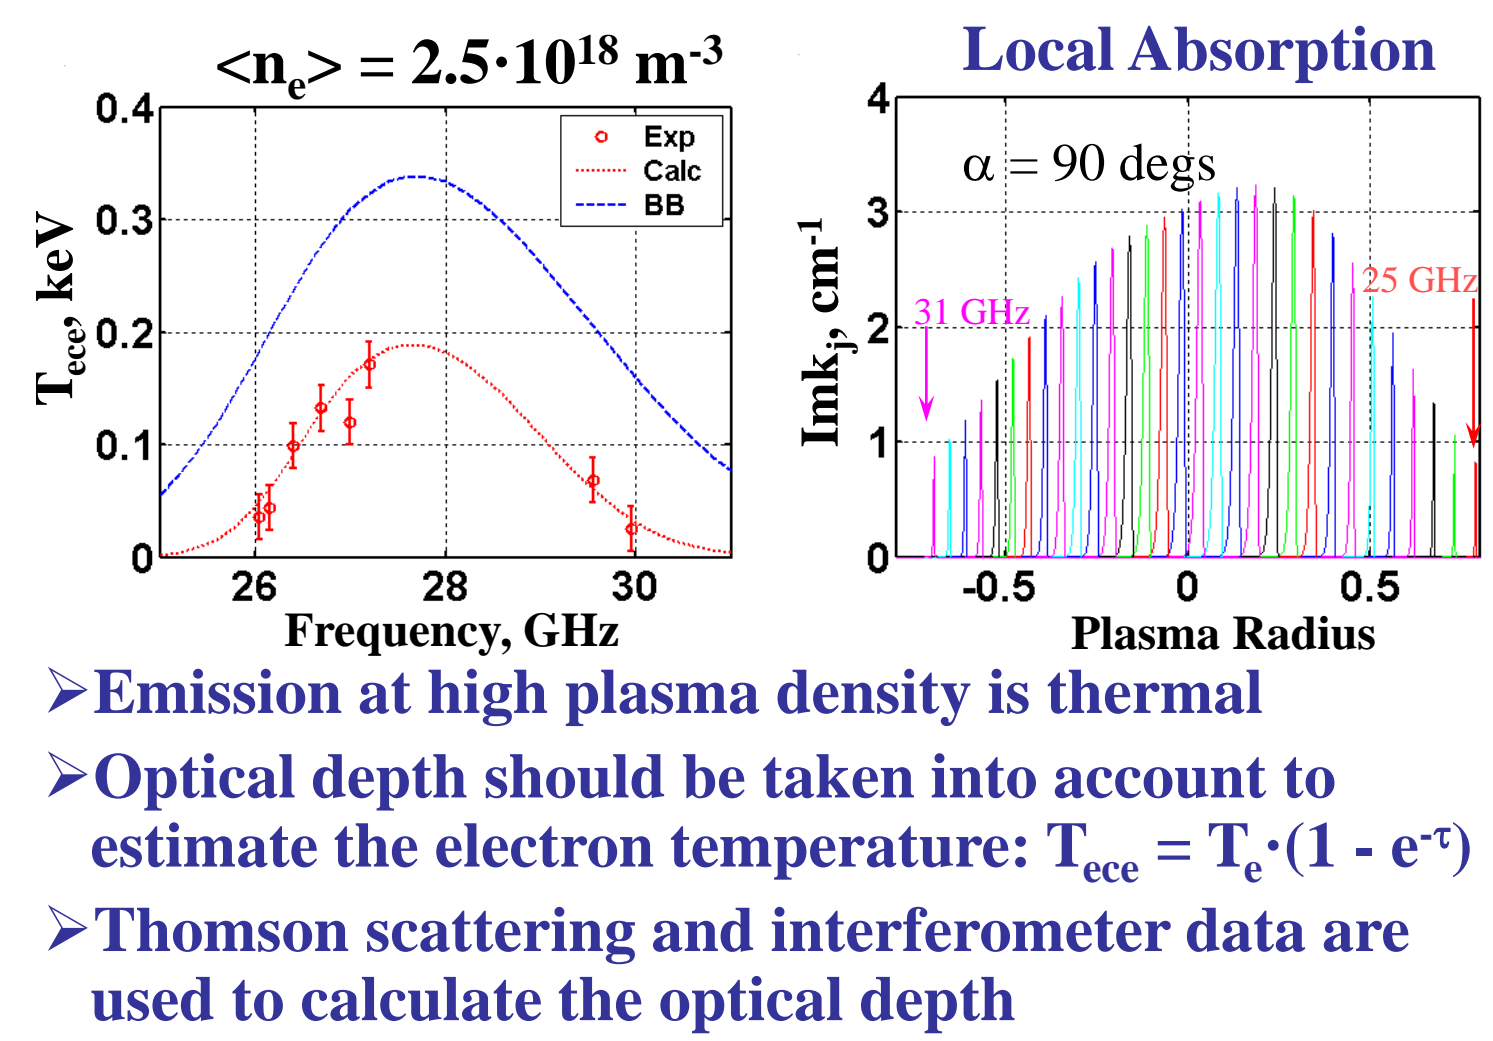 <nₑ> = 2.5·10¹⁸ m⁻³
Local Absorption
0.4
0.3
0.2
0.1
0
Tₑcₑ, keV
Exp
Calc
BB
26
28
30
Frequency, GHz
4
3
2
1
0
Imkⱼ, cm⁻¹
α = 90 degs
31 GHz
25 GHz
-0.5
0
0.5
Plasma Radius
➢Emission at high plasma density is thermal
➢Optical depth should be taken into account to
estimate the electron temperature: Tₑcₑ = Tₑ·(1 - e^-τ)
➢Thomson scattering and interferometer data are
used to calculate the optical depth